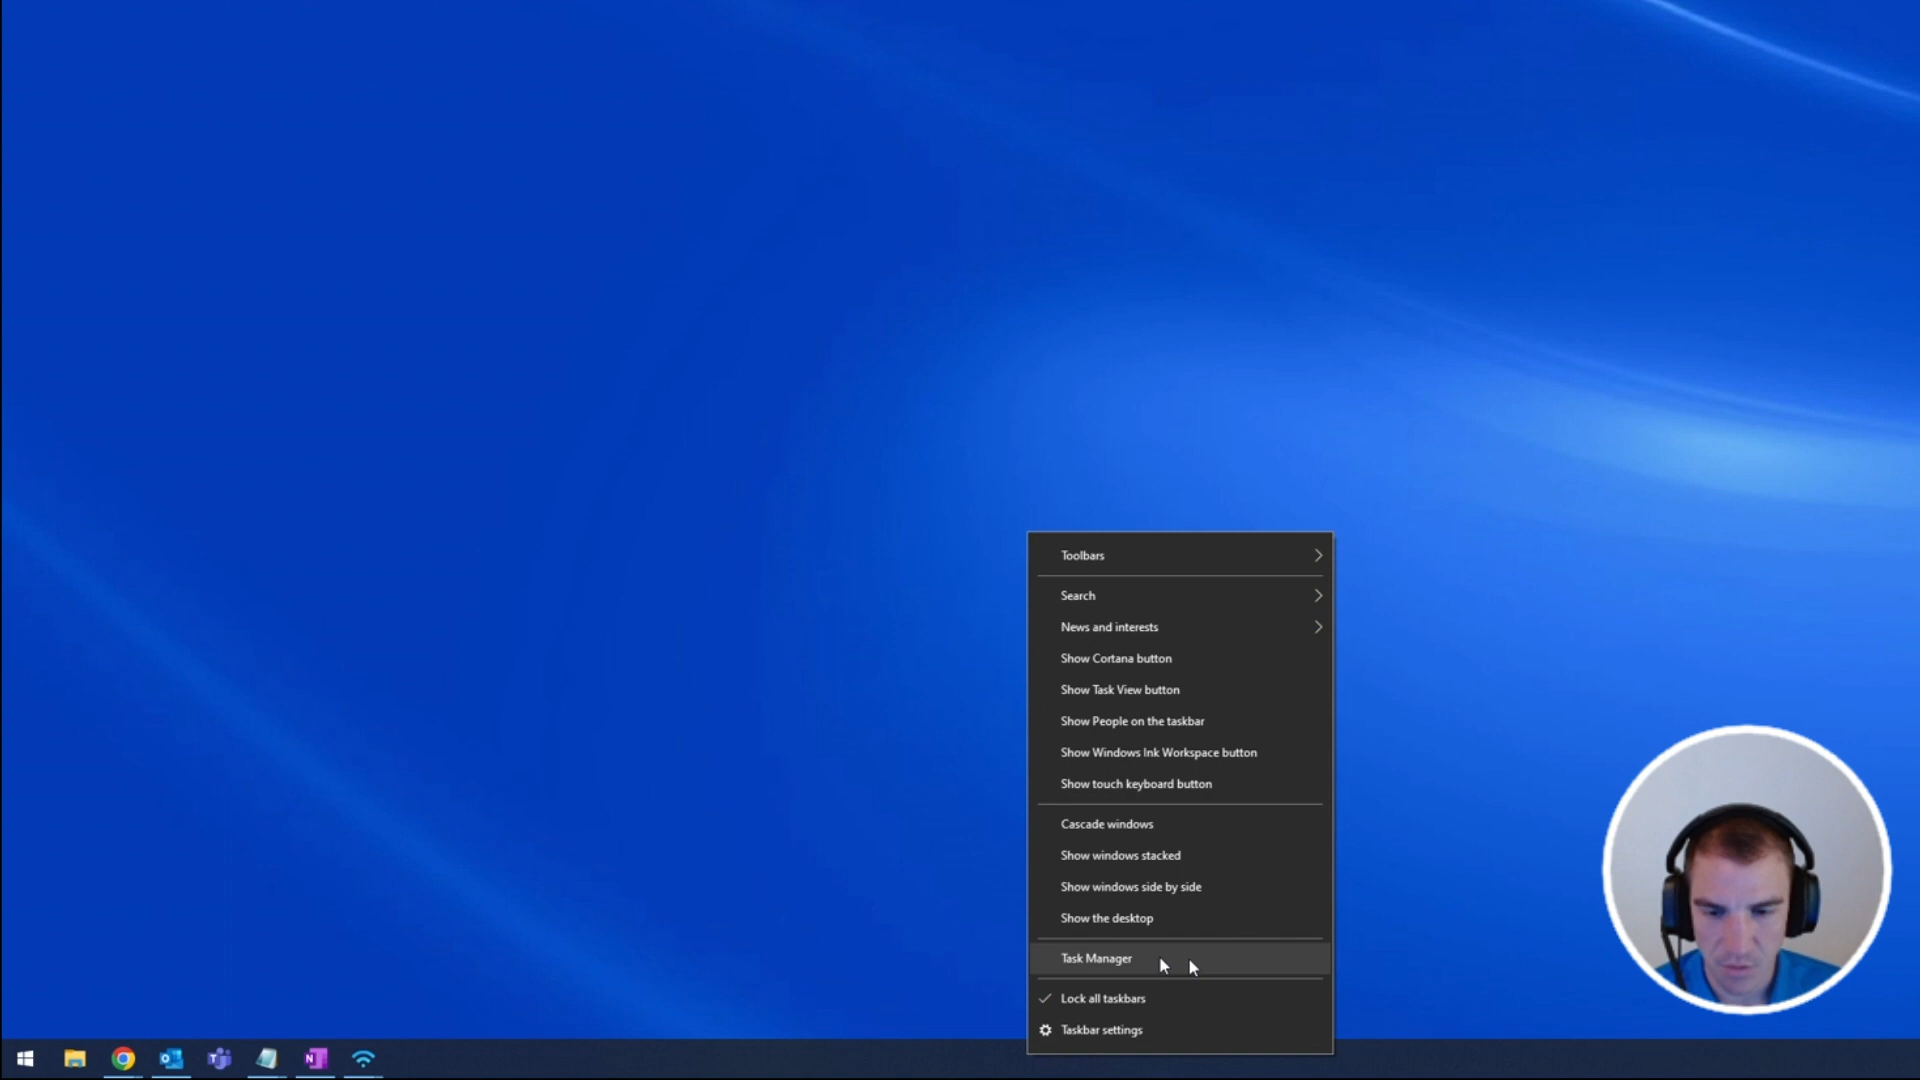 Toolbars
Search
News and interests
Show Cortana button
Show Task View button
Show People on the taskbar
Show Windows Ink Workspace button
Show touch keyboard button
Cascade windows
Show windows stacked
Show windows side by side
Show the desktop
Task Manager
Lock all taskbars
Taskbar settings